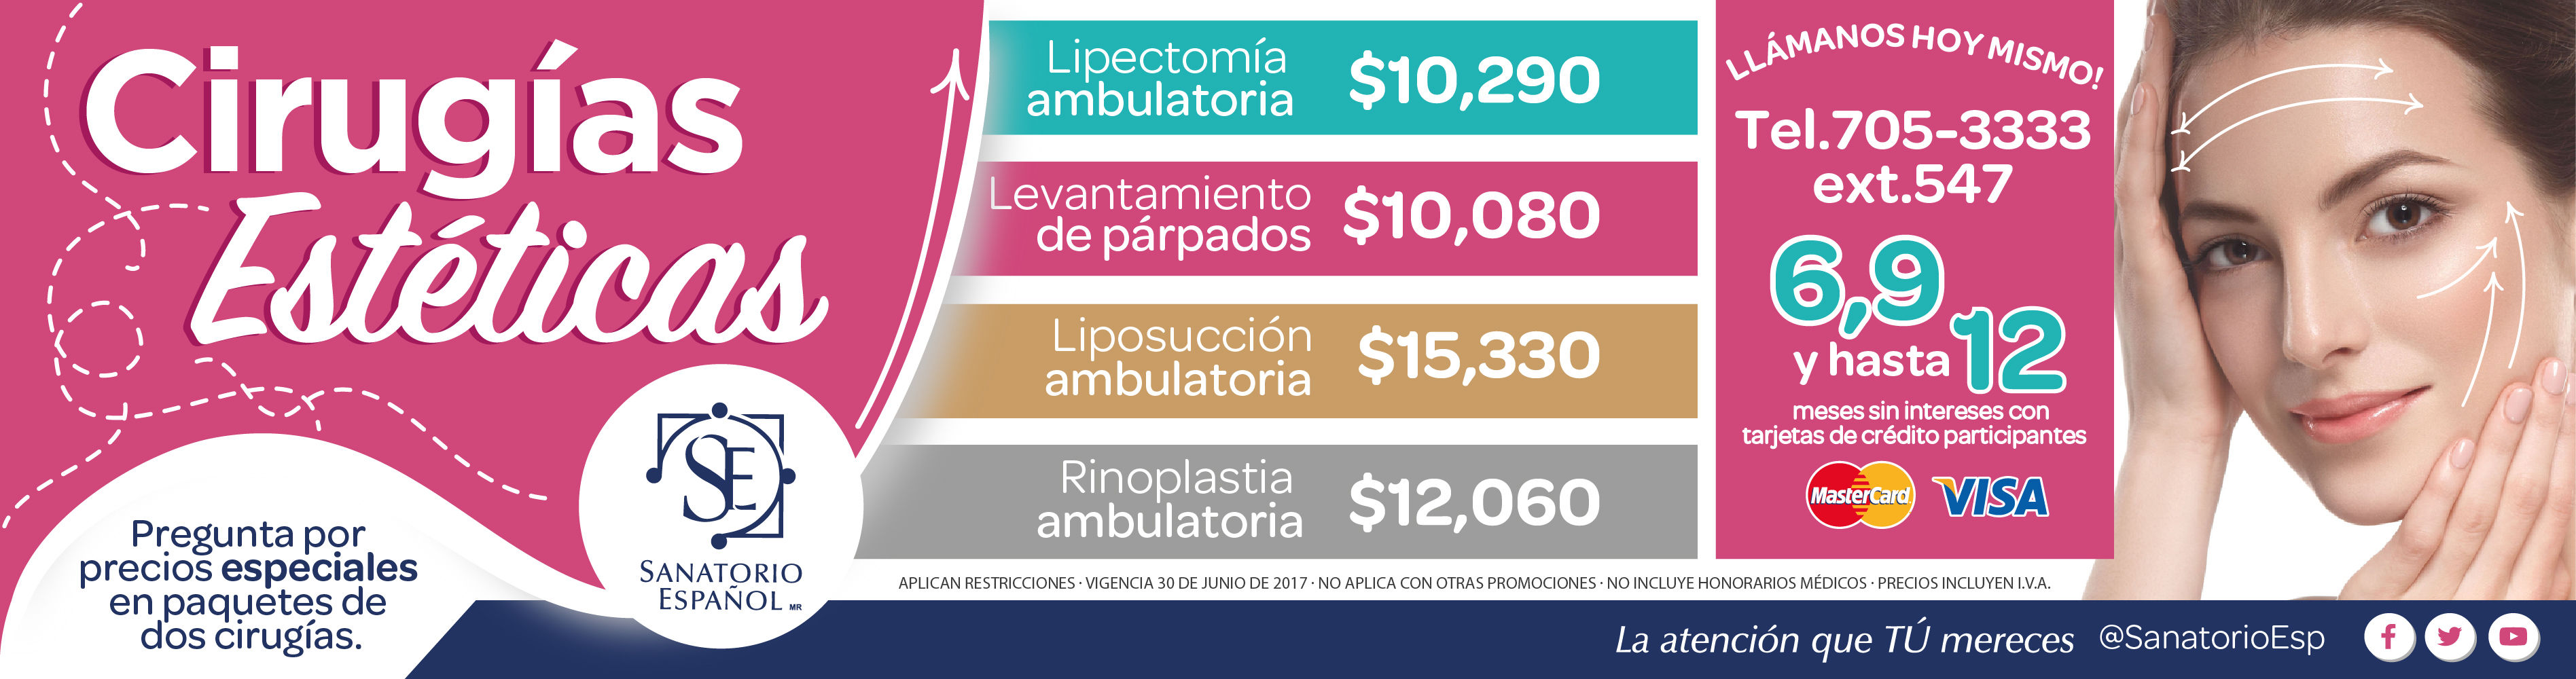 Cirugías
Estéticas
Pregunta por
precios especiales
en paquetes de
dos cirugías.
SE
SANATORIO
ESPAÑOL MR
Lipectomía
ambulatoria
$10,290
Levantamiento
de párpados
$10,080
Liposucción
ambulatoria
$15,330
Rinoplastia
ambulatoria
$12,060
APLICAN RESTRICCIONES · VIGENCIA 30 DE JUNIO DE 2017 · NO APLICA CON OTRAS PROMOCIONES · NO INCLUYE HONORARIOS MÉDICOS · PRECIOS INCLUYEN I.V.A.
LLÁMANOS HOY MISMO!
Tel.705-3333
ext.547
6,9
y hasta 12
meses sin intereses con
tarjetas de crédito participantes
MasterCard VISA
La atención que TÚ mereces @SanatorioEsp